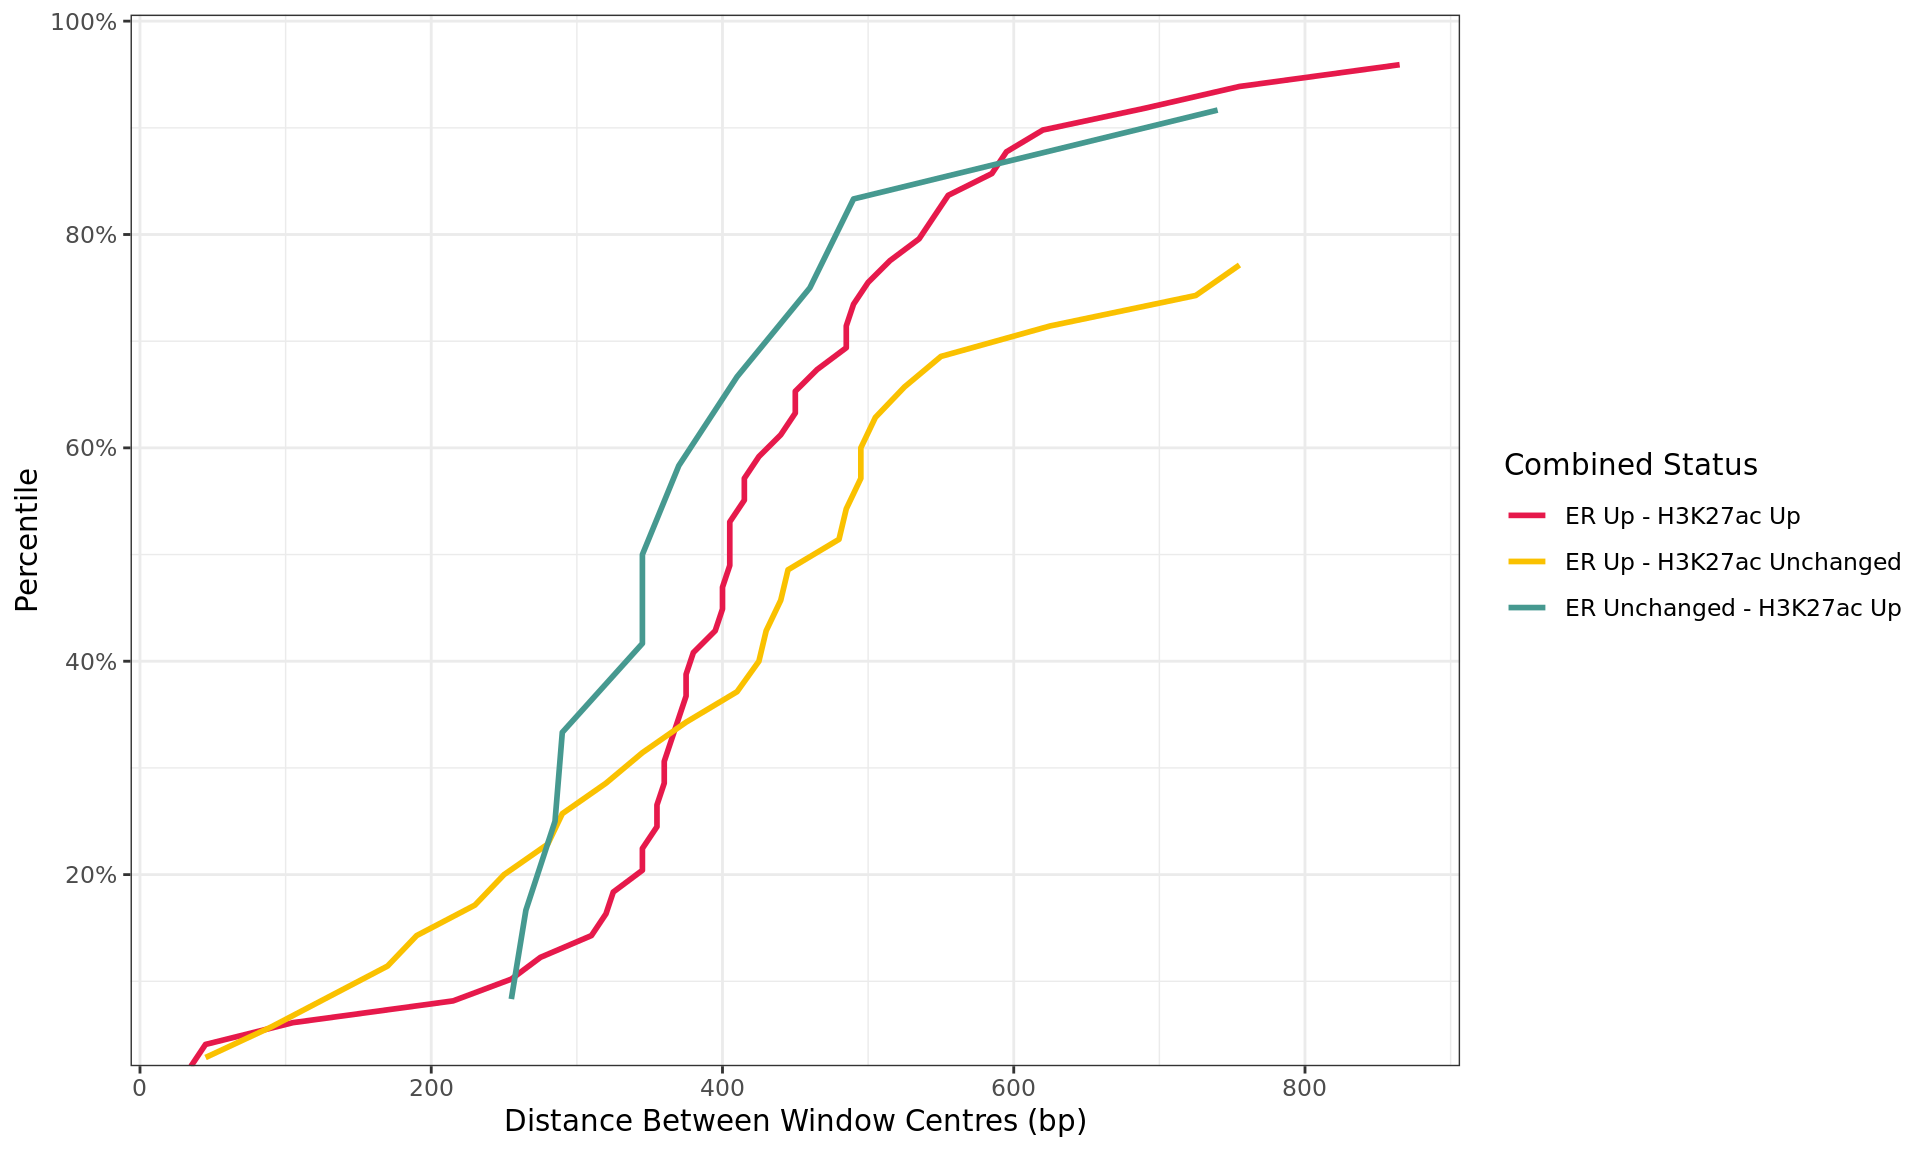 100%
80%
60%
40%
20%
Percentile
0 200 400 600 800
Distance Between Window Centres (bp)
Combined Status
ER Up - H3K27ac Up
ER Up - H3K27ac Unchanged
ER Unchanged - H3K27ac Up